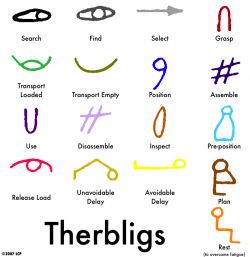 Search Find Select Grasp
Transport Loaded
Transport Empty
Position
Assemble
Use
Disassemble
Inspect
Pre-position
Release Load
Unavoidable Delay
Avoidable Delay
Plan
Therbligs
Rest
(to overcome fatigue)
©2007 LCP